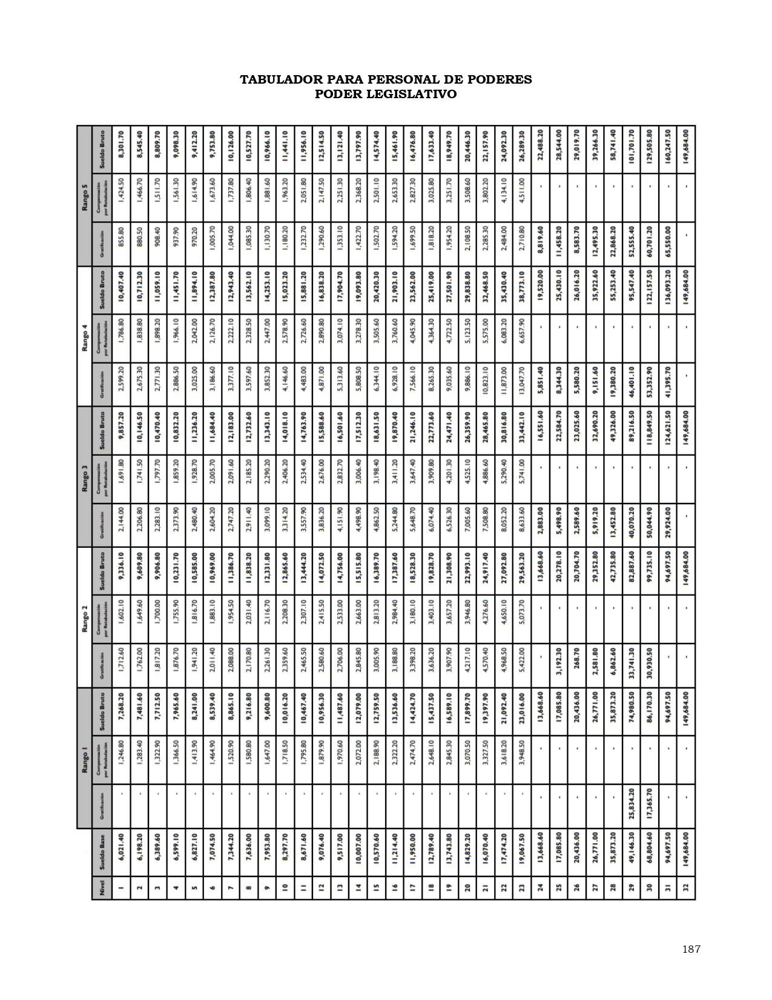 TABULADOR PARA PERSONAL DE PODERES
PODER LEGISLATIVO
Rango 1 Rango 2 Rango 3 Rango 4 Rango 5
Nivel Sueldo Base Gratificación Compensación por Retabulación Sueldo Bruto Gratificación Compensación por Retabulación Sueldo Bruto Gratificación Compensación por Retabulación Sueldo Bruto Gratificación Compensación por Retabulación Sueldo Bruto Gratificación Compensación por Retabulación Sueldo Bruto
1 6,021.40 - 1,246.80 7,268.20 1,712.60 1,602.10 9,336.10 2,144.00 1,691.80 9,857.20 2,599.20 1,786.80 10,407.40 855.80 1,424.50 8,301.70
2 6,198.20 - 1,283.40 7,481.60 1,762.00 1,649.60 9,609.80 2,206.80 1,741.50 10,146.50 2,675.30 1,838.80 10,712.30 880.50 1,466.70 8,545.40
3 6,389.60 - 1,322.90 7,712.50 1,817.20 1,700.00 9,906.80 2,283.10 1,797.70 10,470.40 2,771.30 1,898.20 11,059.10 908.40 1,511.70 8,809.70
4 6,599.10 - 1,366.50 7,965.60 1,876.70 1,755.90 10,231.70 2,373.90 1,859.20 10,832.20 2,886.50 1,966.10 11,451.70 937.90 1,561.30 9,098.30
5 6,827.10 - 1,413.90 8,241.00 1,941.20 1,816.70 10,585.00 2,480.40 1,928.70 11,236.20 3,025.00 2,042.00 11,894.10 970.20 1,614.90 9,412.20
6 7,074.50 - 1,464.90 8,539.40 2,011.40 1,883.10 10,969.00 2,604.20 2,005.70 11,684.40 3,186.60 2,126.70 12,387.80 1,005.70 1,673.60 9,753.80
7 7,344.20 - 1,520.90 8,865.10 2,088.00 1,954.50 11,386.70 2,747.20 2,091.60 12,183.00 3,377.10 2,222.10 12,943.40 1,044.00 1,737.80 10,126.00
8 7,636.00 - 1,580.80 9,216.80 2,170.80 2,031.40 11,838.20 2,911.40 2,185.20 12,732.60 3,597.60 2,328.50 13,562.10 1,085.30 1,806.40 10,527.70
9 7,953.80 - 1,647.00 9,600.80 2,261.30 2,116.70 12,331.80 3,099.10 2,290.20 13,343.10 3,852.30 2,447.00 14,253.10 1,130.70 1,881.60 10,966.10
10 8,297.70 - 1,718.50 10,016.20 2,359.60 2,208.30 12,865.60 3,314.20 2,406.20 14,018.10 4,146.60 2,578.90 15,023.20 1,180.20 1,963.20 11,441.10
11 8,671.60 - 1,795.80 10,467.40 2,465.50 2,307.10 13,444.20 3,557.90 2,534.40 14,763.90 4,483.00 2,726.60 15,881.20 1,232.70 2,051.80 11,956.10
12 9,076.40 - 1,879.90 10,956.30 2,580.60 2,415.50 14,072.50 3,836.20 2,676.00 15,588.60 4,871.00 2,890.80 16,838.20 1,290.60 2,147.50 12,514.50
13 9,517.00 - 1,970.60 11,487.60 2,706.00 2,533.00 14,756.00 4,151.90 2,832.70 16,501.60 5,313.60 3,074.10 17,904.70 1,353.10 2,251.30 13,121.40
14 10,007.00 - 2,072.00 12,079.00 2,845.80 2,663.00 15,515.80 4,498.90 3,006.40 17,512.30 5,808.50 3,278.30 19,093.80 1,422.70 2,368.20 13,797.90
15 10,570.60 - 2,188.90 12,759.50 3,005.90 2,813.20 16,389.70 4,862.50 3,198.40 18,631.50 6,344.10 3,505.60 20,420.30 1,502.70 2,501.10 14,574.40
16 11,214.40 - 2,322.20 13,536.60 3,188.80 2,984.40 17,387.60 5,244.80 3,411.20 19,870.40 6,928.10 3,760.60 21,903.10 1,594.20 2,653.30 15,461.90
17 11,950.00 - 2,474.70 14,424.70 3,398.20 3,180.10 18,528.30 5,648.70 3,647.40 21,246.10 7,566.10 4,045.90 23,562.00 1,699.50 2,827.30 16,476.80
18 12,789.40 - 2,648.10 15,437.50 3,636.20 3,403.10 19,828.70 6,074.40 3,909.80 22,773.60 8,265.30 4,364.30 25,419.00 1,818.20 3,025.80 17,633.40
19 13,743.80 - 2,845.30 16,589.10 3,907.90 3,657.20 21,308.90 6,526.30 4,201.30 24,471.40 9,035.60 4,722.50 27,501.90 1,954.20 3,251.70 18,949.70
20 14,829.20 - 3,070.50 17,899.70 4,217.10 3,946.80 22,993.10 7,005.60 4,525.10 26,359.90 9,886.10 5,123.50 29,838.80 2,108.50 3,508.60 20,446.30
21 16,070.40 - 3,327.50 19,397.90 4,570.40 4,276.60 24,917.40 7,508.80 4,886.60 28,465.80 10,823.10 5,575.00 32,468.50 2,285.30 3,802.20 22,157.90
22 17,474.20 - 3,618.20 21,092.40 4,968.50 4,650.10 27,092.80 8,052.20 5,290.40 30,816.80 11,873.00 6,083.20 35,430.40 2,484.00 4,134.10 24,092.30
23 19,067.50 - 3,948.50 23,016.00 5,422.00 5,073.70 29,563.20 8,633.60 5,741.00 33,442.10 13,047.70 6,657.90 38,773.10 2,710.80 4,511.00 26,289.30
24 13,668.60 - - 13,668.60 - - 13,668.60 2,883.00 - 16,551.60 5,851.40 - 19,520.00 8,819.60 - 22,488.20
25 17,085.80 - - 17,085.80 3,192.30 - 20,278.10 5,498.90 - 22,584.70 8,344.30 - 25,430.10 11,458.20 - 28,544.00
26 20,436.00 - - 20,436.00 268.70 - 20,704.70 2,589.60 - 23,025.60 5,580.20 - 26,016.20 8,583.70 - 29,019.70
27 26,771.00 - - 26,771.00 2,581.80 - 29,352.80 5,919.20 - 32,690.20 9,151.60 - 35,922.60 12,495.30 - 39,266.30
28 35,873.20 - - 35,873.20 6,862.60 - 42,735.80 13,452.80 - 49,326.00 19,380.20 - 55,253.40 22,868.20 - 58,741.40
29 49,146.30 25,834.20 - 74,980.50 33,741.30 - 82,887.60 40,070.20 - 89,216.50 46,401.10 - 95,547.40 52,555.40 - 101,701.70
30 68,804.60 17,365.70 - 86,170.30 30,930.50 - 99,735.10 50,044.90 - 118,849.50 53,352.90 - 122,157.50 60,701.20 - 129,505.80
31 94,697.50 - - 94,697.50 - - 94,697.50 29,924.00 - 124,621.50 41,395.70 - 136,093.20 65,550.00 - 160,247.50
32 149,684.00 - - 149,684.00 - - 149,684.00 - - 149,684.00 - - 149,684.00 - - 149,684.00
187